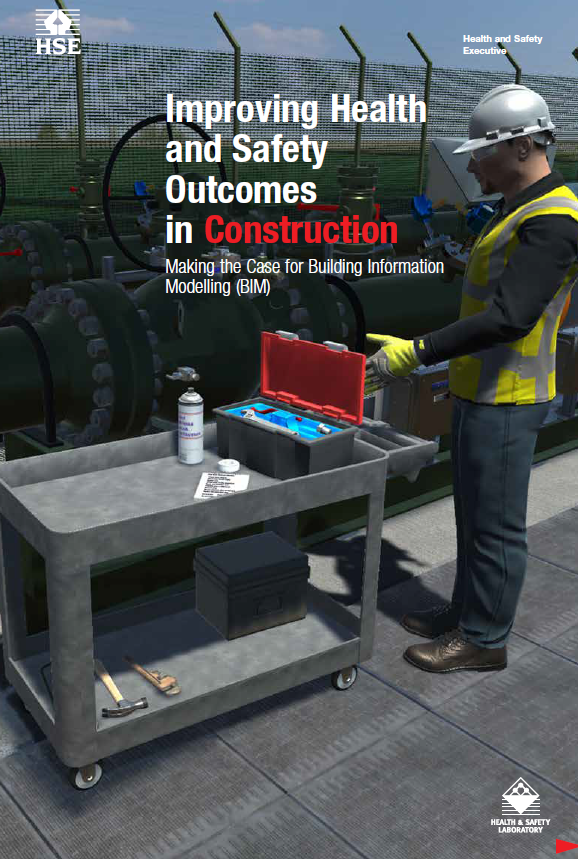 HSE
Health and Safety
Executive
Improving Health
and Safety
Outcomes
in Construction
Making the Case for Building Information
Modelling (BIM)
HEALTH & SAFETY
LABORATORY